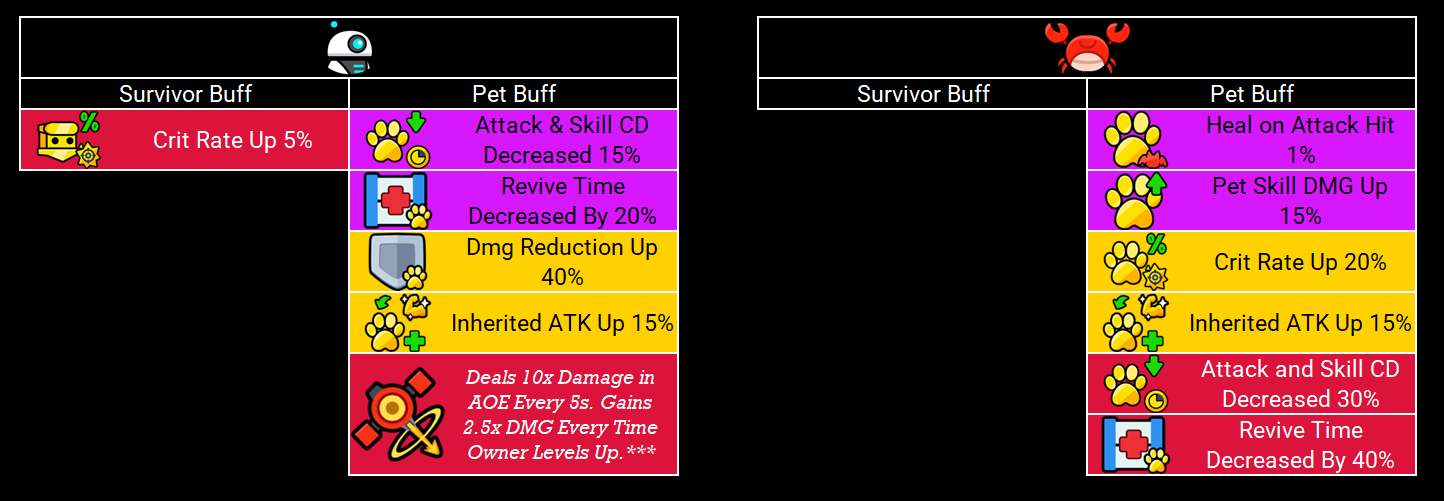 Survivor Buff
Pet Buff
%
Crit Rate Up 5%
Attack & Skill CD
Decreased 15%
Revive Time
Decreased By 20%
Dmg Reduction Up
40%
Inherited ATK Up 15%
Deals 10x Damage in
AOE Every 5s. Gains
2.5x DMG Every Time
Owner Levels Up.***
Survivor Buff
Pet Buff
Heal on Attack Hit
1%
Pet Skill DMG Up
15%
%
Crit Rate Up 20%
Inherited ATK Up 15%
Attack and Skill CD
Decreased 30%
Revive Time
Decreased By 40%